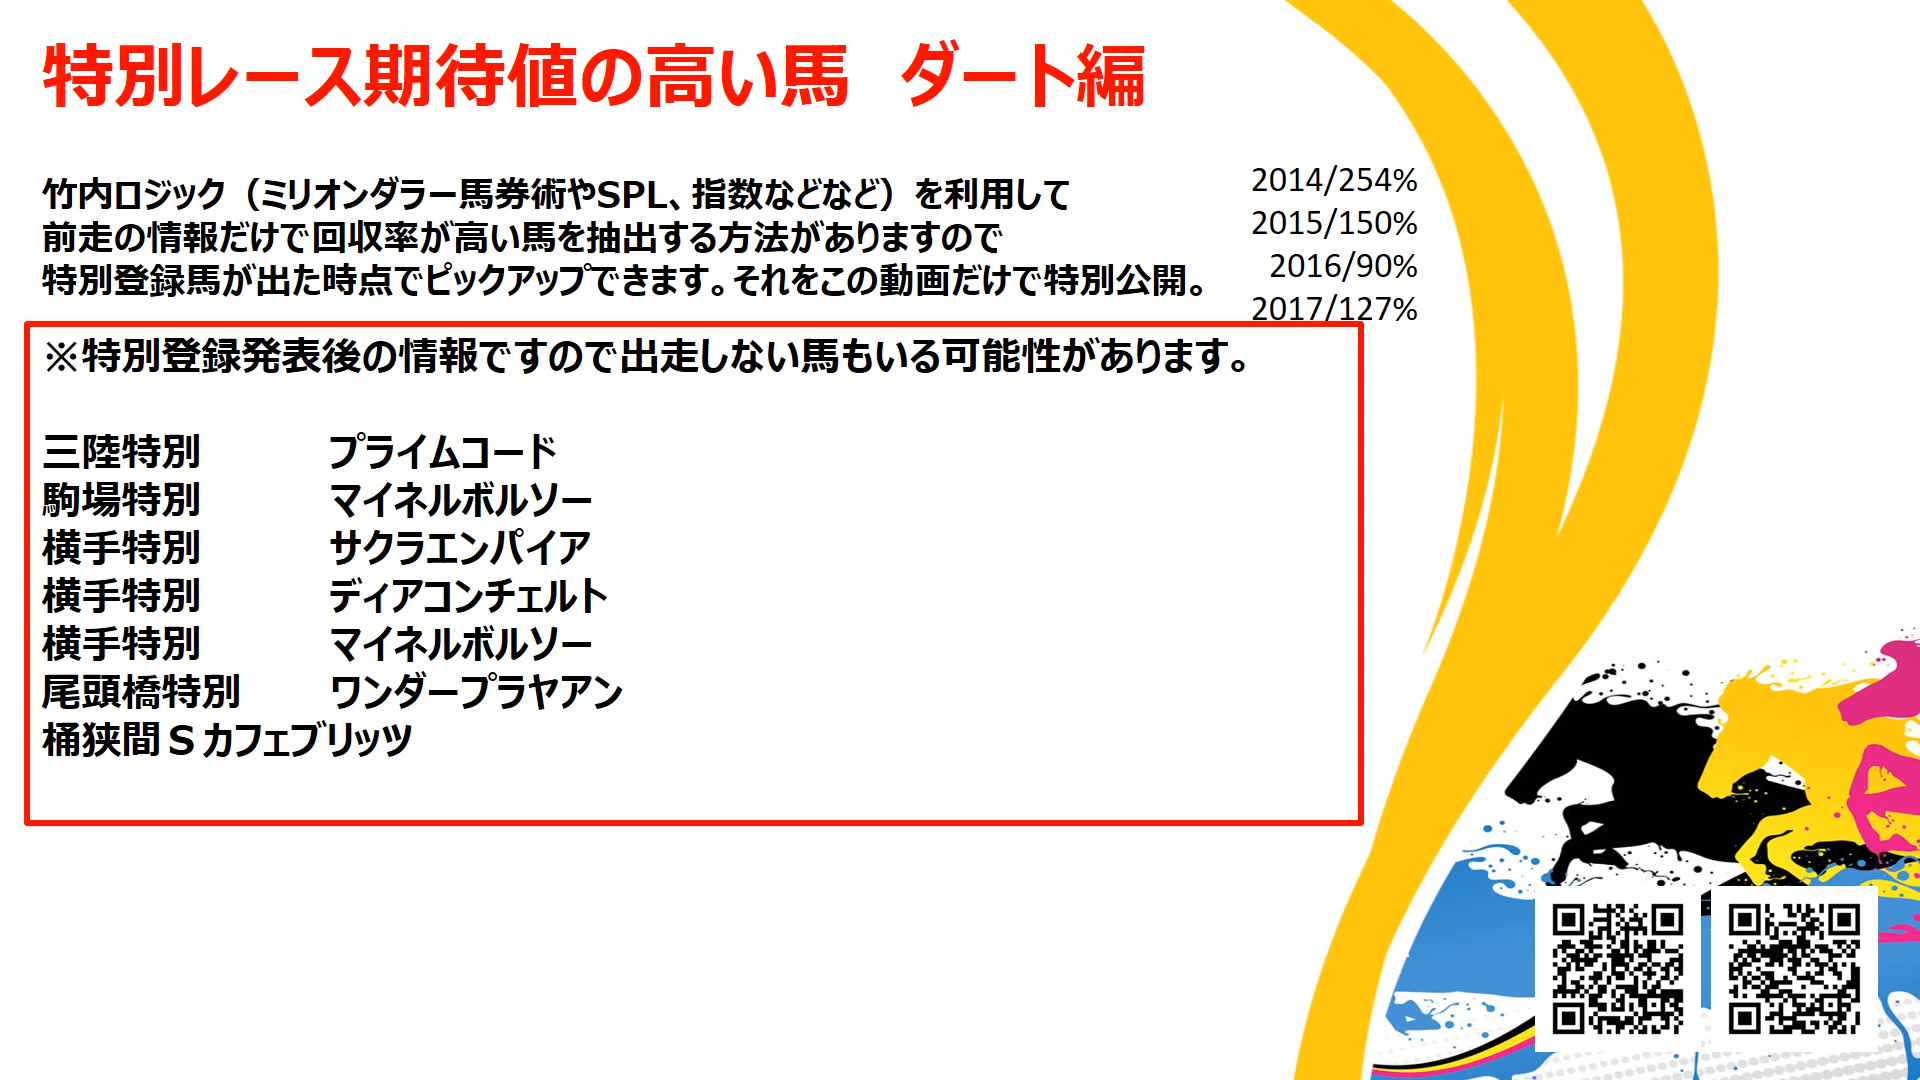 特別レース期待値の高い馬　ダート編
竹内ロジック（ミリオンダラー馬券術やSPL、指数などなど）を利用して
前走の情報だけで回収率が高い馬を抽出する方法がありますので
特別登録馬が出た時点でピックアップできます。それをこの動画だけで特別公開。
2014/254%
2015/150%
2016/90%
2017/127%
※特別登録発表後の情報ですので出走しない馬もいる可能性があります。
三陸特別　プライムコード
駒場特別　マイネルボルソー
横手特別　サクラエンパイア
横手特別　ディアコンチェルト
横手特別　マイネルボルソー
尾頭橋特別　ワンダープラヤアン
桶狭間Ｓカフェブリッツ